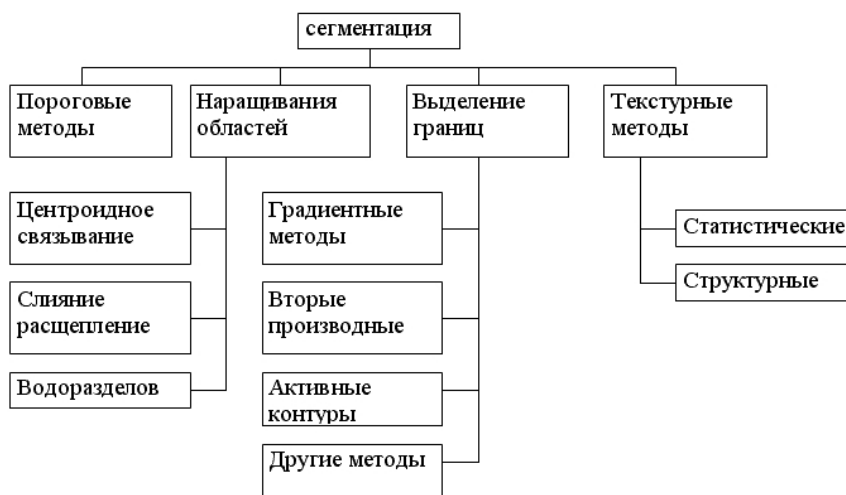 сегментация
Пороговые
методы
Наращивания
областей
Выделение
границ
Текстурные
методы
Центроидное
связывание
Слияние
расщепление
Водоразделов
Градиентные
методы
Вторые
производные
Активные
контуры
Другие методы
Статистические
Структурные